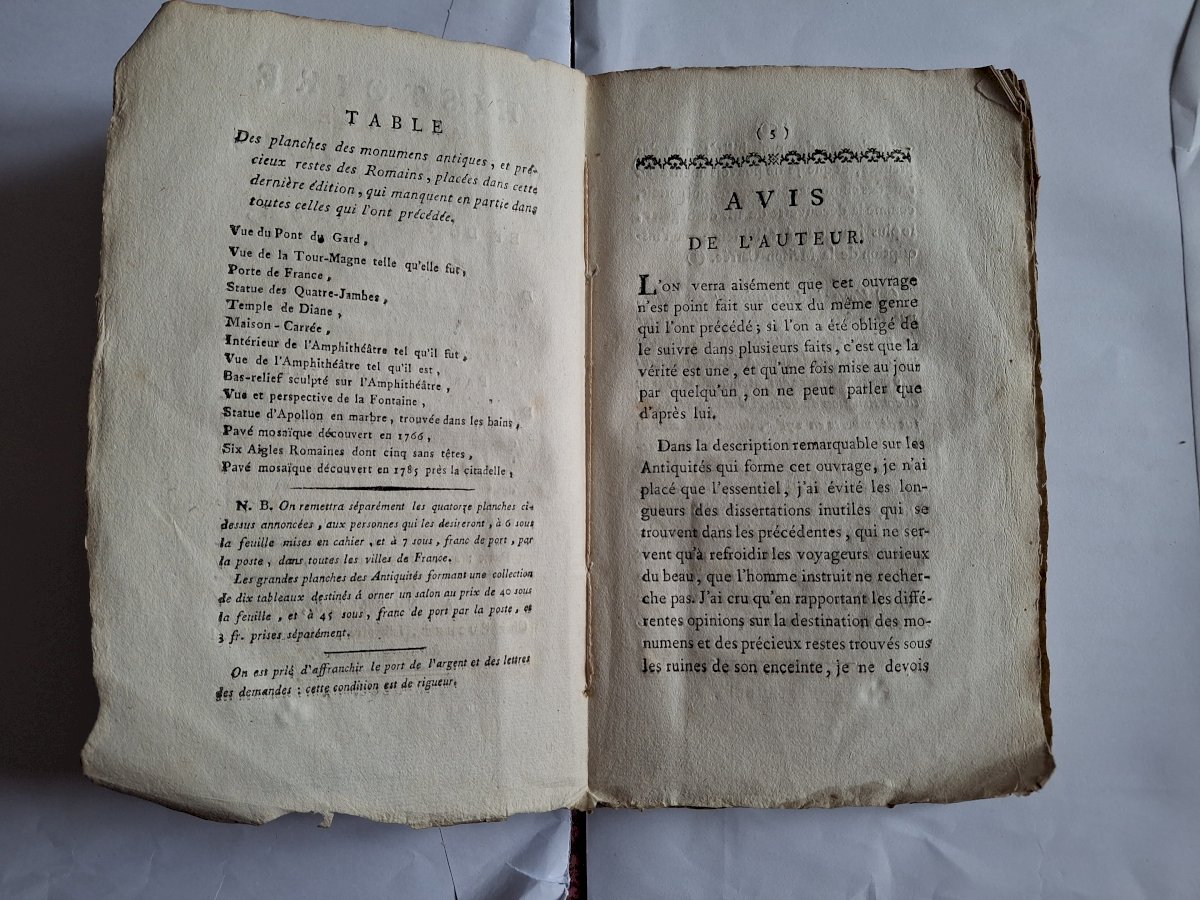 TABLE
Des planches des monumens antiques, et pré-
cieux restes des Romains, placées dans cette
dernière édition, qui manquent en partie dans
toutes celles qui l'ont précédée.
Vue du Pont du Gard,
Vue de la Tour-Magne telle qu'elle fut,
Porte de France,
Statue des Quatre-Jambes,
Temple de Diane,
Maison-Carrée,
Intérieur de l'Amphithéâtre tel qu'il fut,
Vue de l'Amphithéâtre tel qu'il est,
Bas-relief sculpté sur l'Amphithéâtre,
Vue et perspective de la Fontaine,
Statue d'Apollon en marbre, trouvée dans les bains,
Pavé mosaïque découvert en 1766,
Six Aigles Romaines dont cinq sans têtes,
Pavé mosaïque découvert en 1785 près la citadelle,
N. B. On remettra séparément les quatorze planches ci-
dessus annoncées, aux personnes qui les desireront, à 6 sous
la feuille mises en cahier, et à 7 sous, franc de port, par
la poste, dans toutes les villes de France.
Les grandes planches des Antiquités formant une collection
de dix tableaux destinés á orner un salon au prix de 40 sous
la feuille, et à 45 sous, franc de port par la poste, et
3 fr. prises séparément.
On est prié d'affranchir le port de l'argent et des lettres
des demandes : cette condition est de rigueur.
(5)
AVIS
DE L'AUTEUR.
L'ON verra aisément que cet ouvrage
n'est point fait sur ceux du même genre
qui l'ont précédé; si l'on a été obligé de
le suivre dans plusieurs faits, c'est que la
vérité est une, et qu'une fois mise au jour
par quelqu'un, on ne peut parler que
d'après lui.
Dans la description remarquable sur les
Antiquités qui forme cet ouvrage, je n'ai
placé que l'essentiel, j'ai évité les lon-
gueurs des dissertations inutiles qui se
trouvent dans les précédentes, qui ne ser-
vent qu'à refroidir les voyageurs curieux
du beau, que l'homme instruit ne recher-
che pas. J'ai cru qu'en rapportant les diffé-
rentes opinions sur la destination des mo-
numens et des précieux restes trouvés sous
les ruines de son enceinte, je ne devois